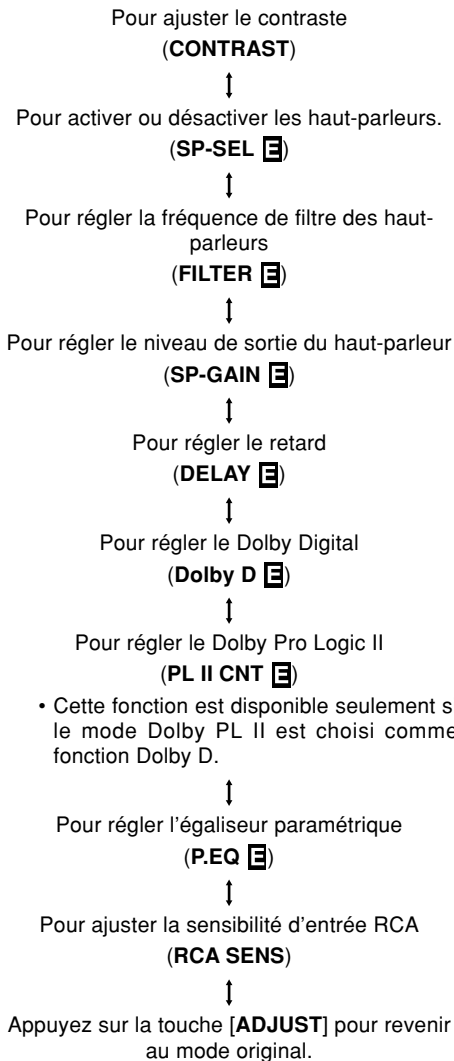 Pour ajuster le contraste
(CONTRAST)
Pour activer ou désactiver les haut-parleurs.
(SP-SEL E)
Pour régler la fréquence de filtre des haut-
parleurs
(FILTER E)
Pour régler le niveau de sortie du haut-parleur
(SP-GAIN E)
Pour régler le retard
(DELAY E)
Pour régler le Dolby Digital
(Dolby D E)
Pour régler le Dolby Pro Logic II
(PL II CNT E)
• Cette fonction est disponible seulement s
le mode Dolby PL II est choisi comme
fonction Dolby D.
Pour régler l'égaliseur paramétrique
(P.EQ E)
Pour ajuster la sensibilité d'entrée RCA
(RCA SENS)
Appuyez sur la touche [ADJUST] pour revenir
au mode original.